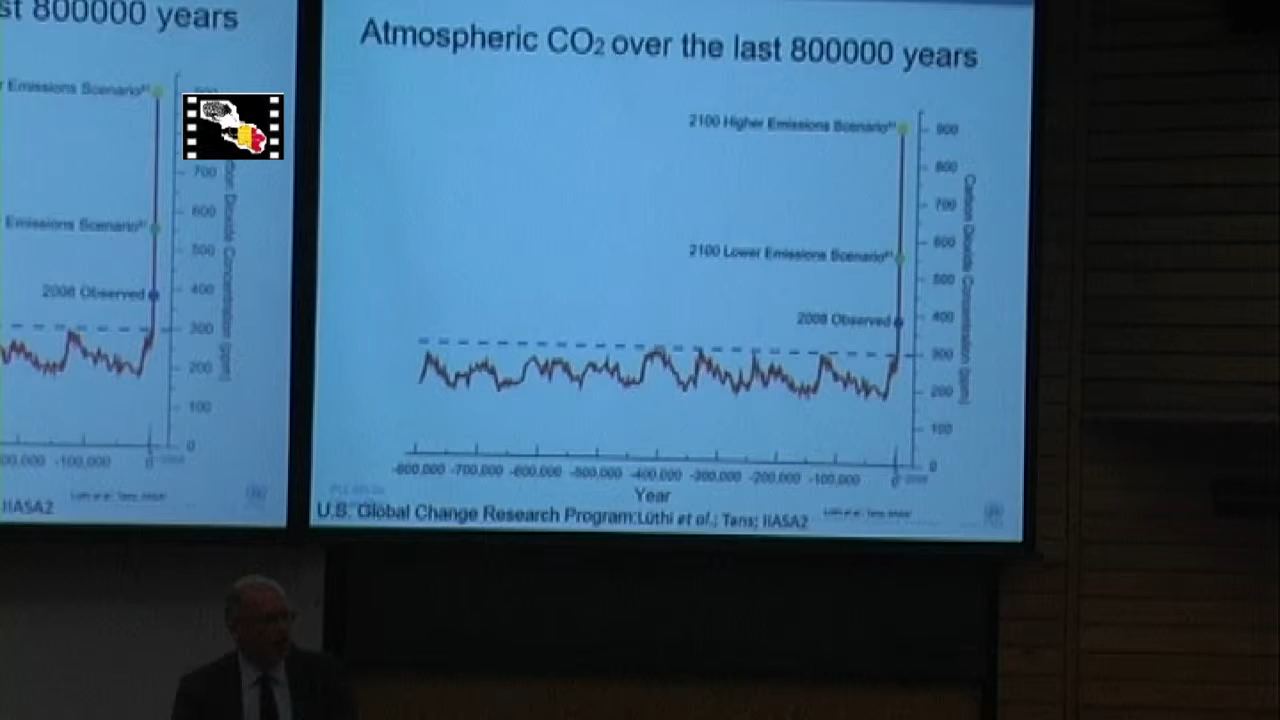 st 800000 years
r Emissions Scenario
700
600
Emissions Scenario
500
2008 Observed
400
300
200
100
0
-100,000
0
IIASA2
Atmospheric CO2 over the last 800000 years
2100 Higher Emissions Scenario
900
800
700
600
2100 Lower Emissions Scenario
500
2008 Observed
400
300
200
100
0
Carbon Dioxide Concentration (ppm)
-800,000 -700,000 -600,000 -500,000 -400,000 -300,000 -200,000 -100,000 0
Year
U.S. Global Change Research Program:Lüthi et al.; Tans; IIASA2